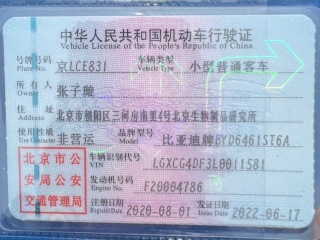 中华人民共和国机动车行驶证
Vehicle License of the People's Republic of China
号牌号码 京LCE831 车辆类型 小型普通客车
Plate No. Vehicle Type
所有人 张子璇
Owner
住址 北京市朝阳区三间房南里4号北京生物制品研究所
Address
使用性质 非营运 品牌型号 比亚迪牌BYD6461ST6A
Use Character Model
北京市公安局公安交通管理局
车辆识别代号 LGXCG4DF3L0011581
VIN
发动机号码 F20004786
Engine No.
注册日期 2020-08-01 发证日期 2022-06-17
Register Date Issue Date